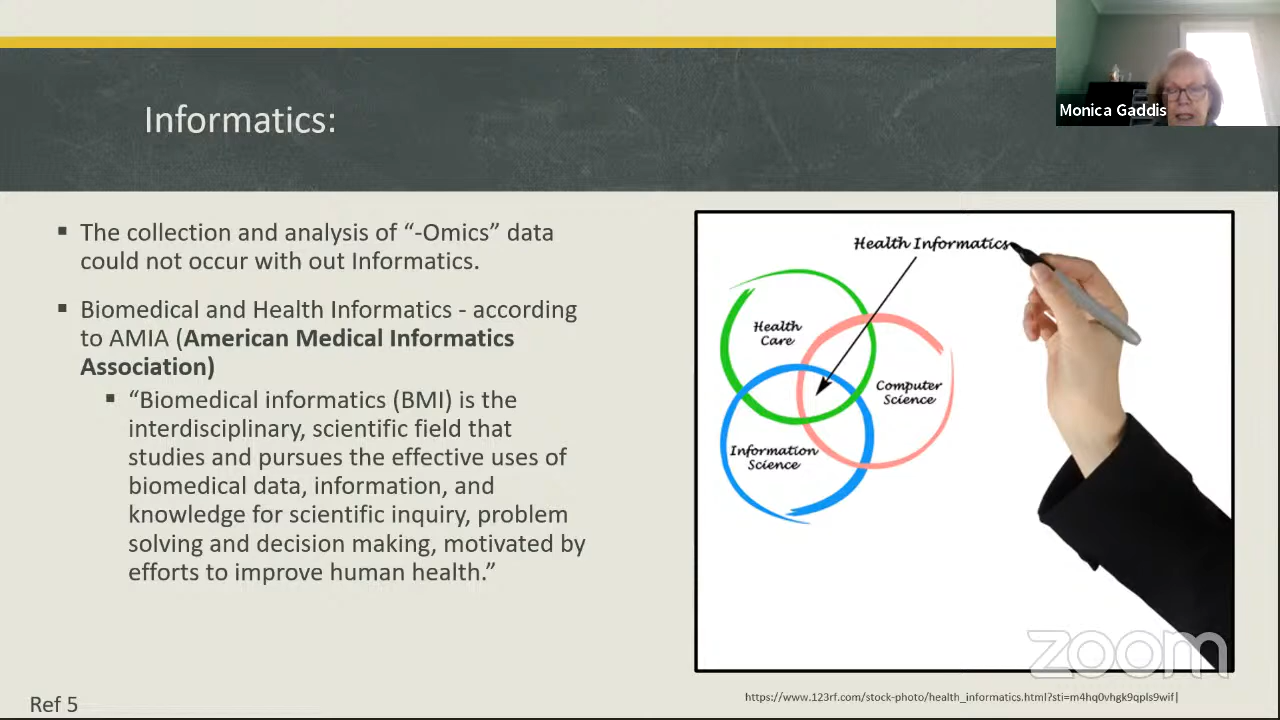 Informatics:
Monica Gaddis
▪ The collection and analysis of “-Omics” data
could not occur with out Informatics.
▪ Biomedical and Health Informatics - according
to AMIA (American Medical Informatics
Association)
▪ “Biomedical informatics (BMI) is the
interdisciplinary, scientific field that
studies and pursues the effective uses of
biomedical data, information, and
knowledge for scientific inquiry, problem
solving and decision making, motivated by
efforts to improve human health.”
Health Informatics
Health
Care
Computer
Science
Information
Science
zoom
https://www.123rf.com/stock-photo/health_informatics.html?sti=m4hq0vhgk9qpls9wif|
Ref 5